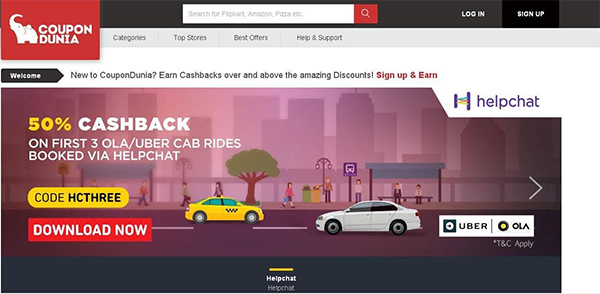 COUPON
DUNIA
Search for Flipkart, Amazon, Pizza etc.
LOG IN
SIGN UP
Categories
Top Stores
Best Offers
Help & Support
Welcome
New to CouponDunia? Earn Cashbacks over and above the amazing Discounts! Sign up & Earn
helpchat
50% CASHBACK
ON FIRST 3 OLA/UBER CAB RIDES
BOOKED VIA HELPCHAT
CODE HCTHREE
DOWNLOAD NOW
UBER
OLA
*T&C Apply
Helpchat
Helpchat